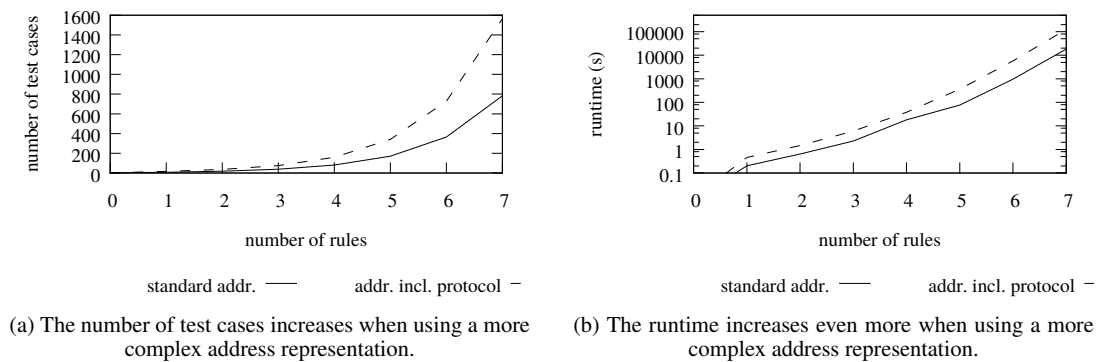 number of test cases
1600
1400
1200
1000
800
600
400
200
0
0 1 2 3 4 5 6 7
number of rules
standard addr.
addr. incl. protocol
(a) The number of test cases increases when using a more
complex address representation.
runtime (s)
100000
10000
1000
100
10
1
0.1
0 1 2 3 4 5 6 7
number of rules
standard addr.
addr. incl. protocol
(b) The runtime increases even more when using a more
complex address representation.